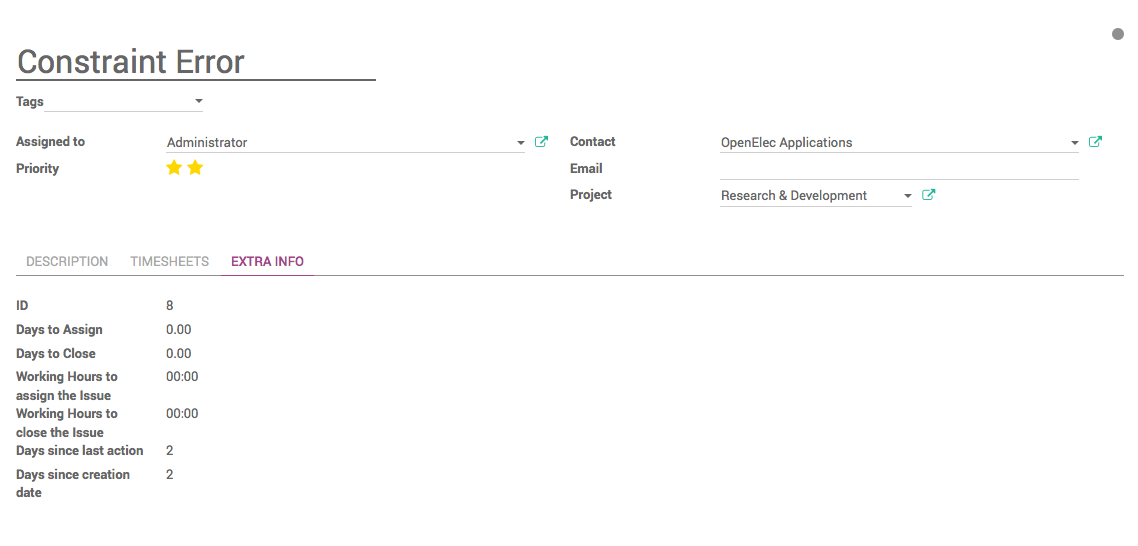 Constraint Error
Tags
Assigned to Administrator Contact OpenElec Applications
Priority Email
Project Research & Development
DESCRIPTION TIMESHEETS EXTRA INFO
ID 8
Days to Assign 0.00
Days to Close 0.00
Working Hours to 00:00
assign the Issue
Working Hours to 00:00
close the Issue
Days since last action 2
Days since creation 2
date